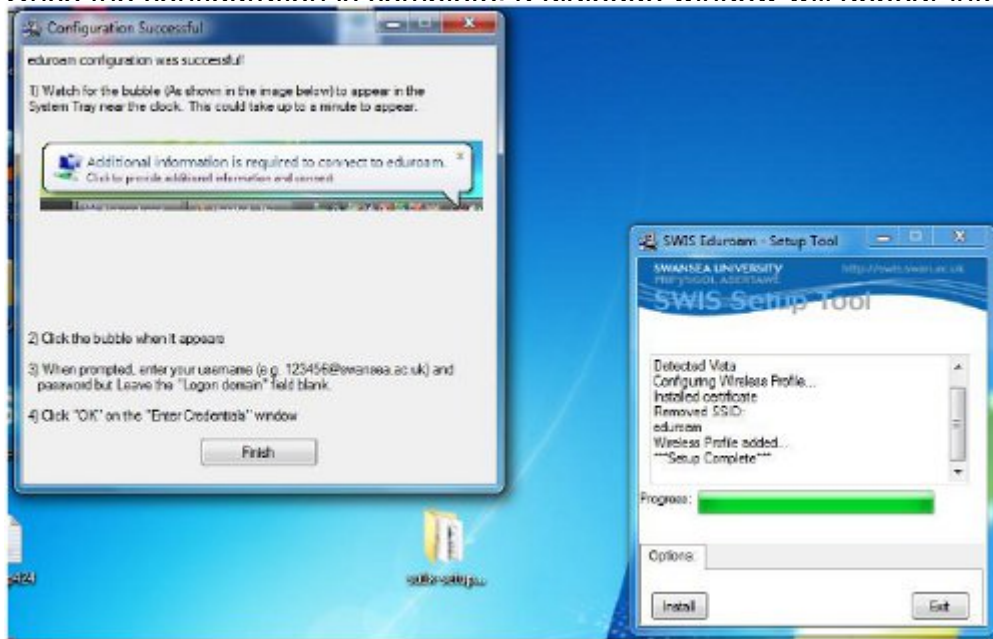 Configuration Successful
eduroam configuration was successful!
1) Watch for the bubble (As shown in the image below) to appear in the
System Tray near the clock. This could take up to a minute to appear.
Additional information is required to connect to eduroam.
Click to provide additional information and connect
2) Click the bubble when it appears
3) When prompted, enter your username (e.g. 123456@swansea.ac.uk) and
password but Leave the "Logon domain" field blank.
4) Click "OK" on the "Enter Credentials" window
Finish
SWIS Eduroam - Setup Tool
SWANSEA UNIVERSITY
PRIFYSGOL ABERTAWE
SWIS Setup Tool
Detected Vista
Configuring Wireless Profile...
Installed certificate
Removed SSID:
eduroam
Wireless Profile added...
***Setup Complete***
Progress:
Options:
Install
Exit